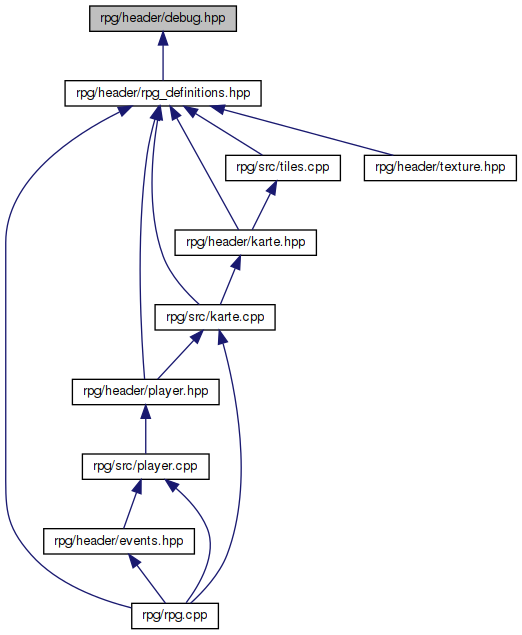 rpg/header/debug.hpp
rpg/header/rpg_definitions.hpp
rpg/src/tiles.cpp
rpg/header/texture.hpp
rpg/header/karte.hpp
rpg/src/karte.cpp
rpg/header/player.hpp
rpg/src/player.cpp
rpg/header/events.hpp
rpg/rpg.cpp